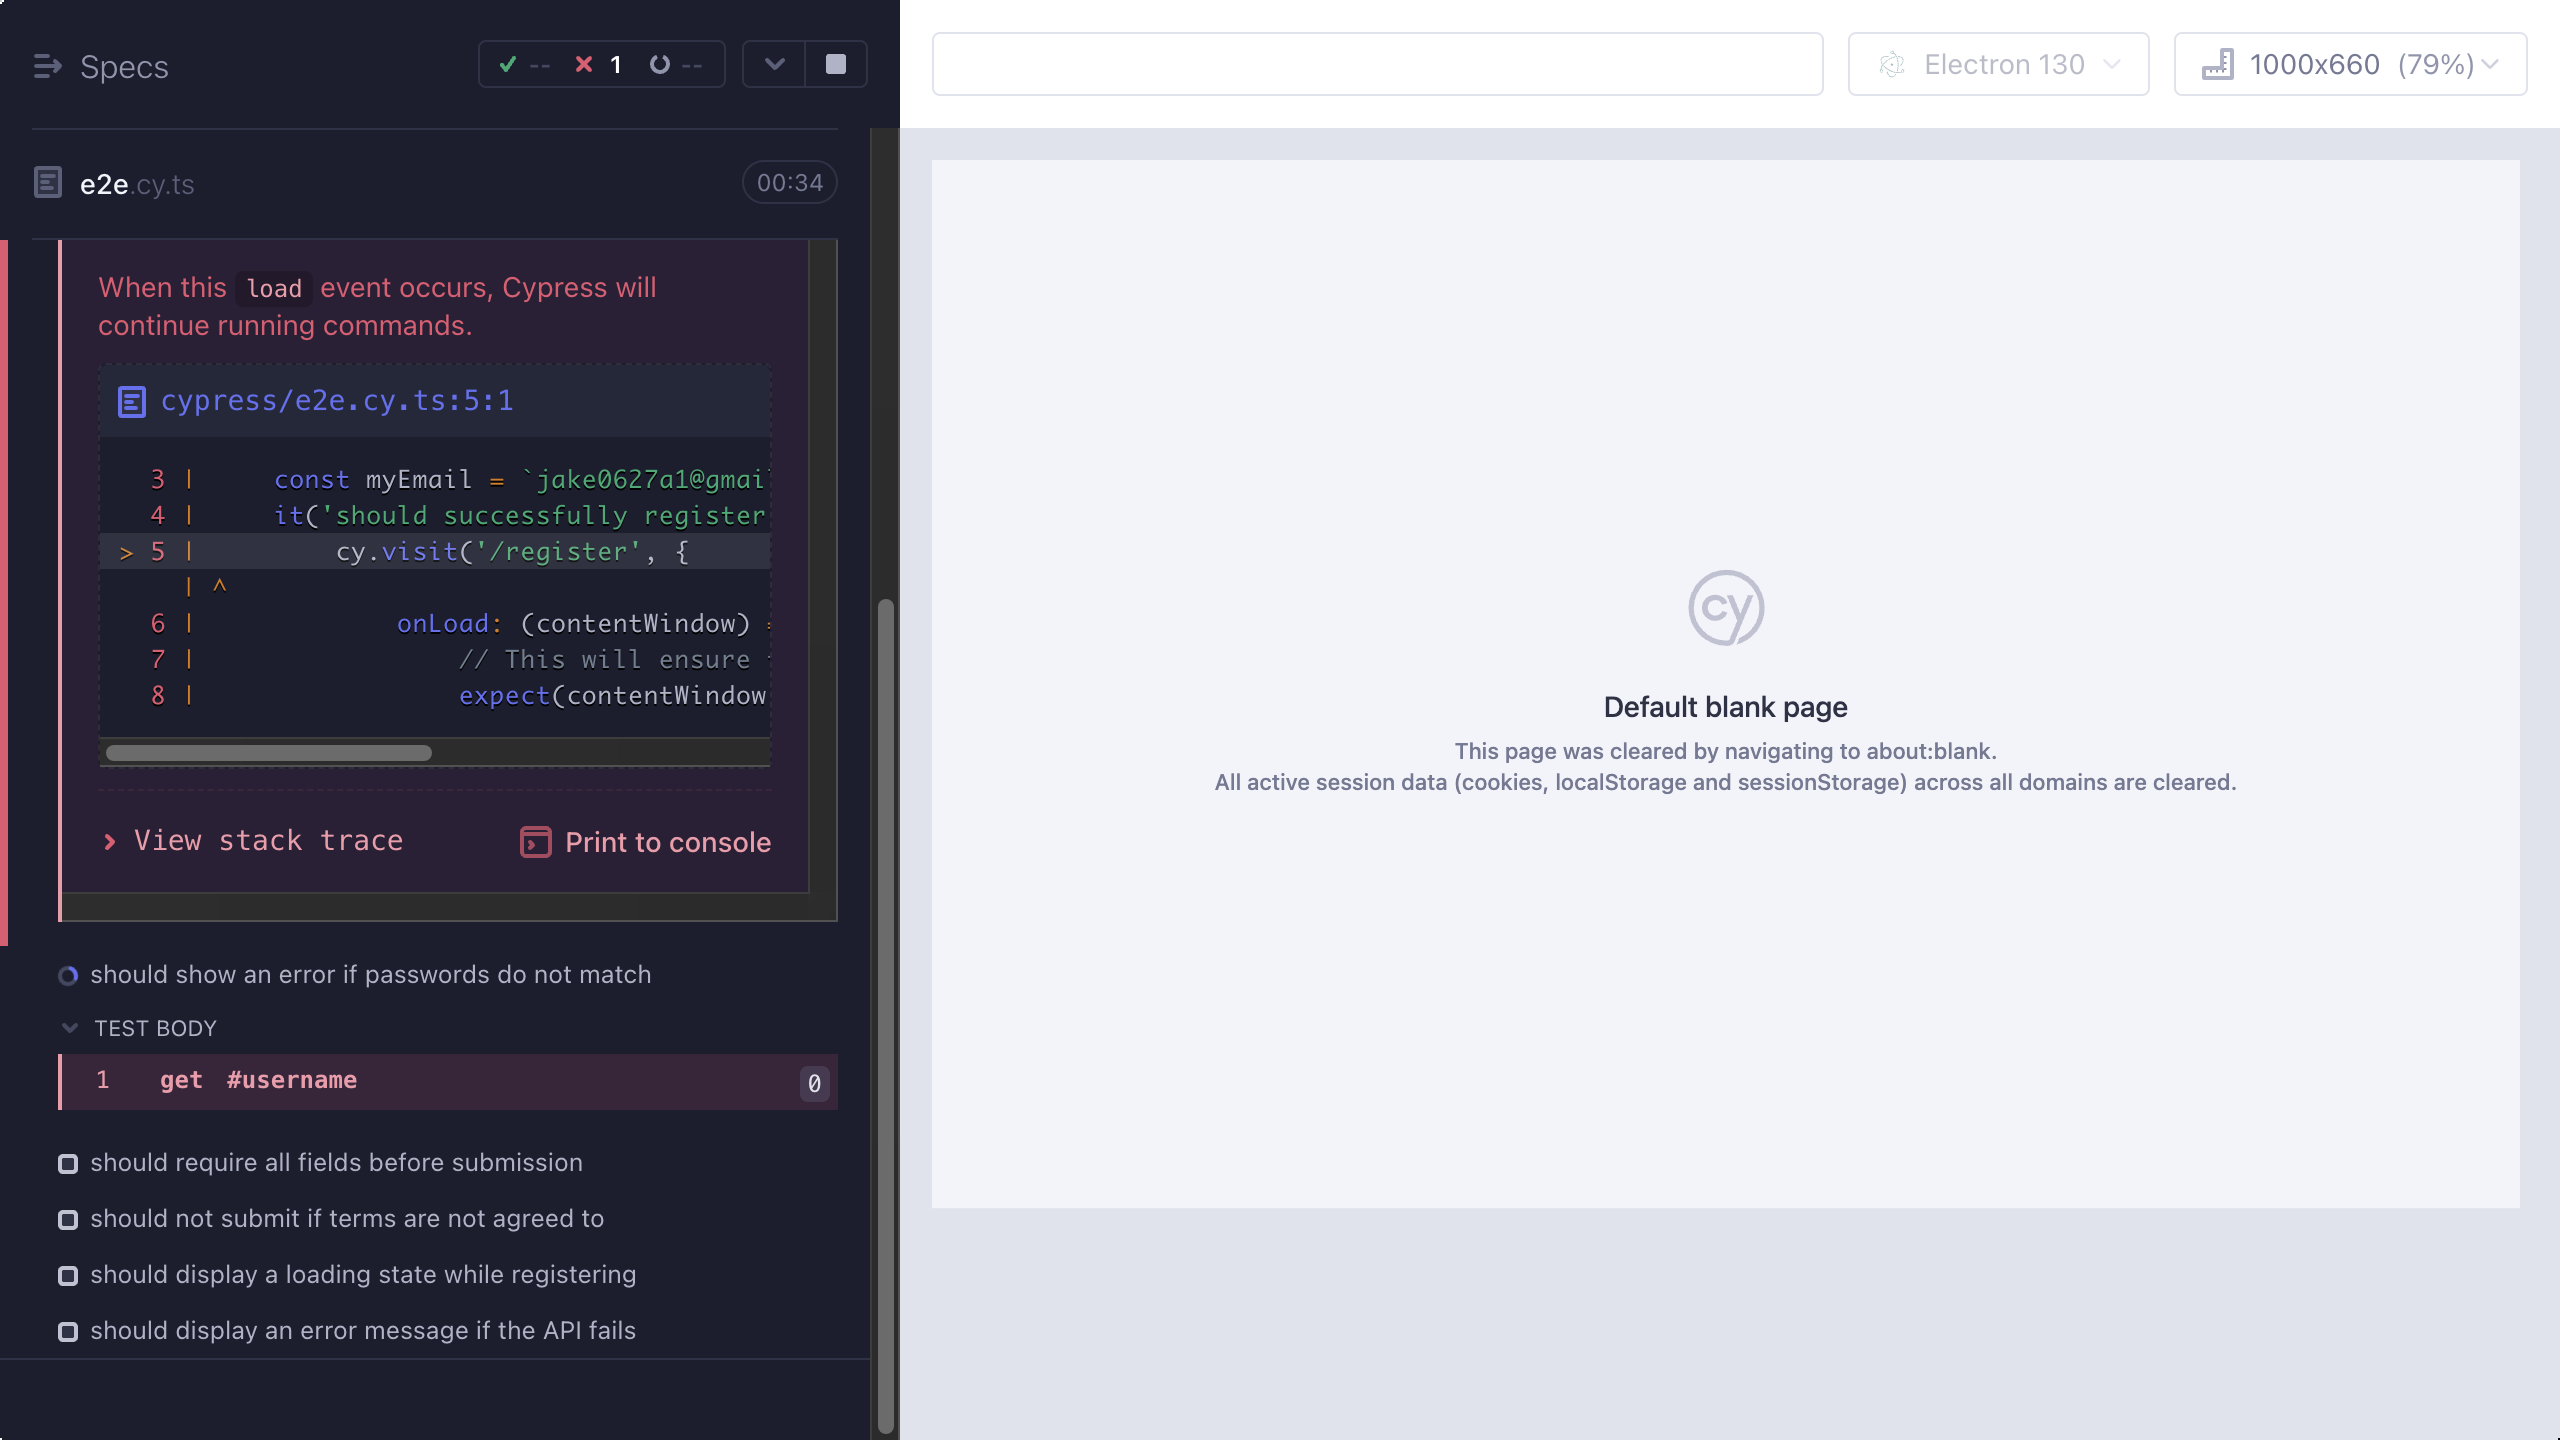 Specs
-- 1 --
Electron 130
1000x660 (79%)
e2e.cy.ts
00:34
When this load event occurs, Cypress will
continue running commands.
cypress/e2e.cy.ts:5:1
3 | const myEmail = `jake0627a1@gmail
4 | it('should successfully register
> 5 | cy.visit('/register', {
| ^
6 | onLoad: (contentWindow) =
7 | // This will ensure
8 | expect(contentWindow
View stack trace
Print to console
should show an error if passwords do not match
TEST BODY
1 get #username 0
should require all fields before submission
should not submit if terms are not agreed to
should display a loading state while registering
should display an error message if the API fails
cy
Default blank page
This page was cleared by navigating to about:blank.
All active session data (cookies, localStorage and sessionStorage) across all domains are cleared.